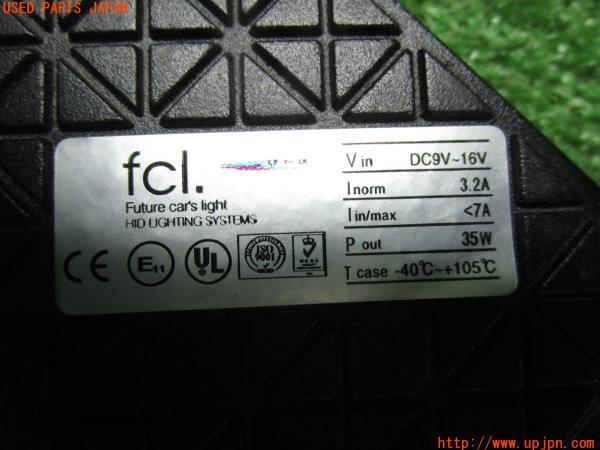 USED PARTS JAPAN
fcl.
Future car's light
HID LIGHTING SYSTEMS
CE E11 UL ISO 9001
V in DC9V~16V
I norm 3.2A
I in/max <7A
P out 35W
T case -40℃~+105℃
http://www.upjpn.com/